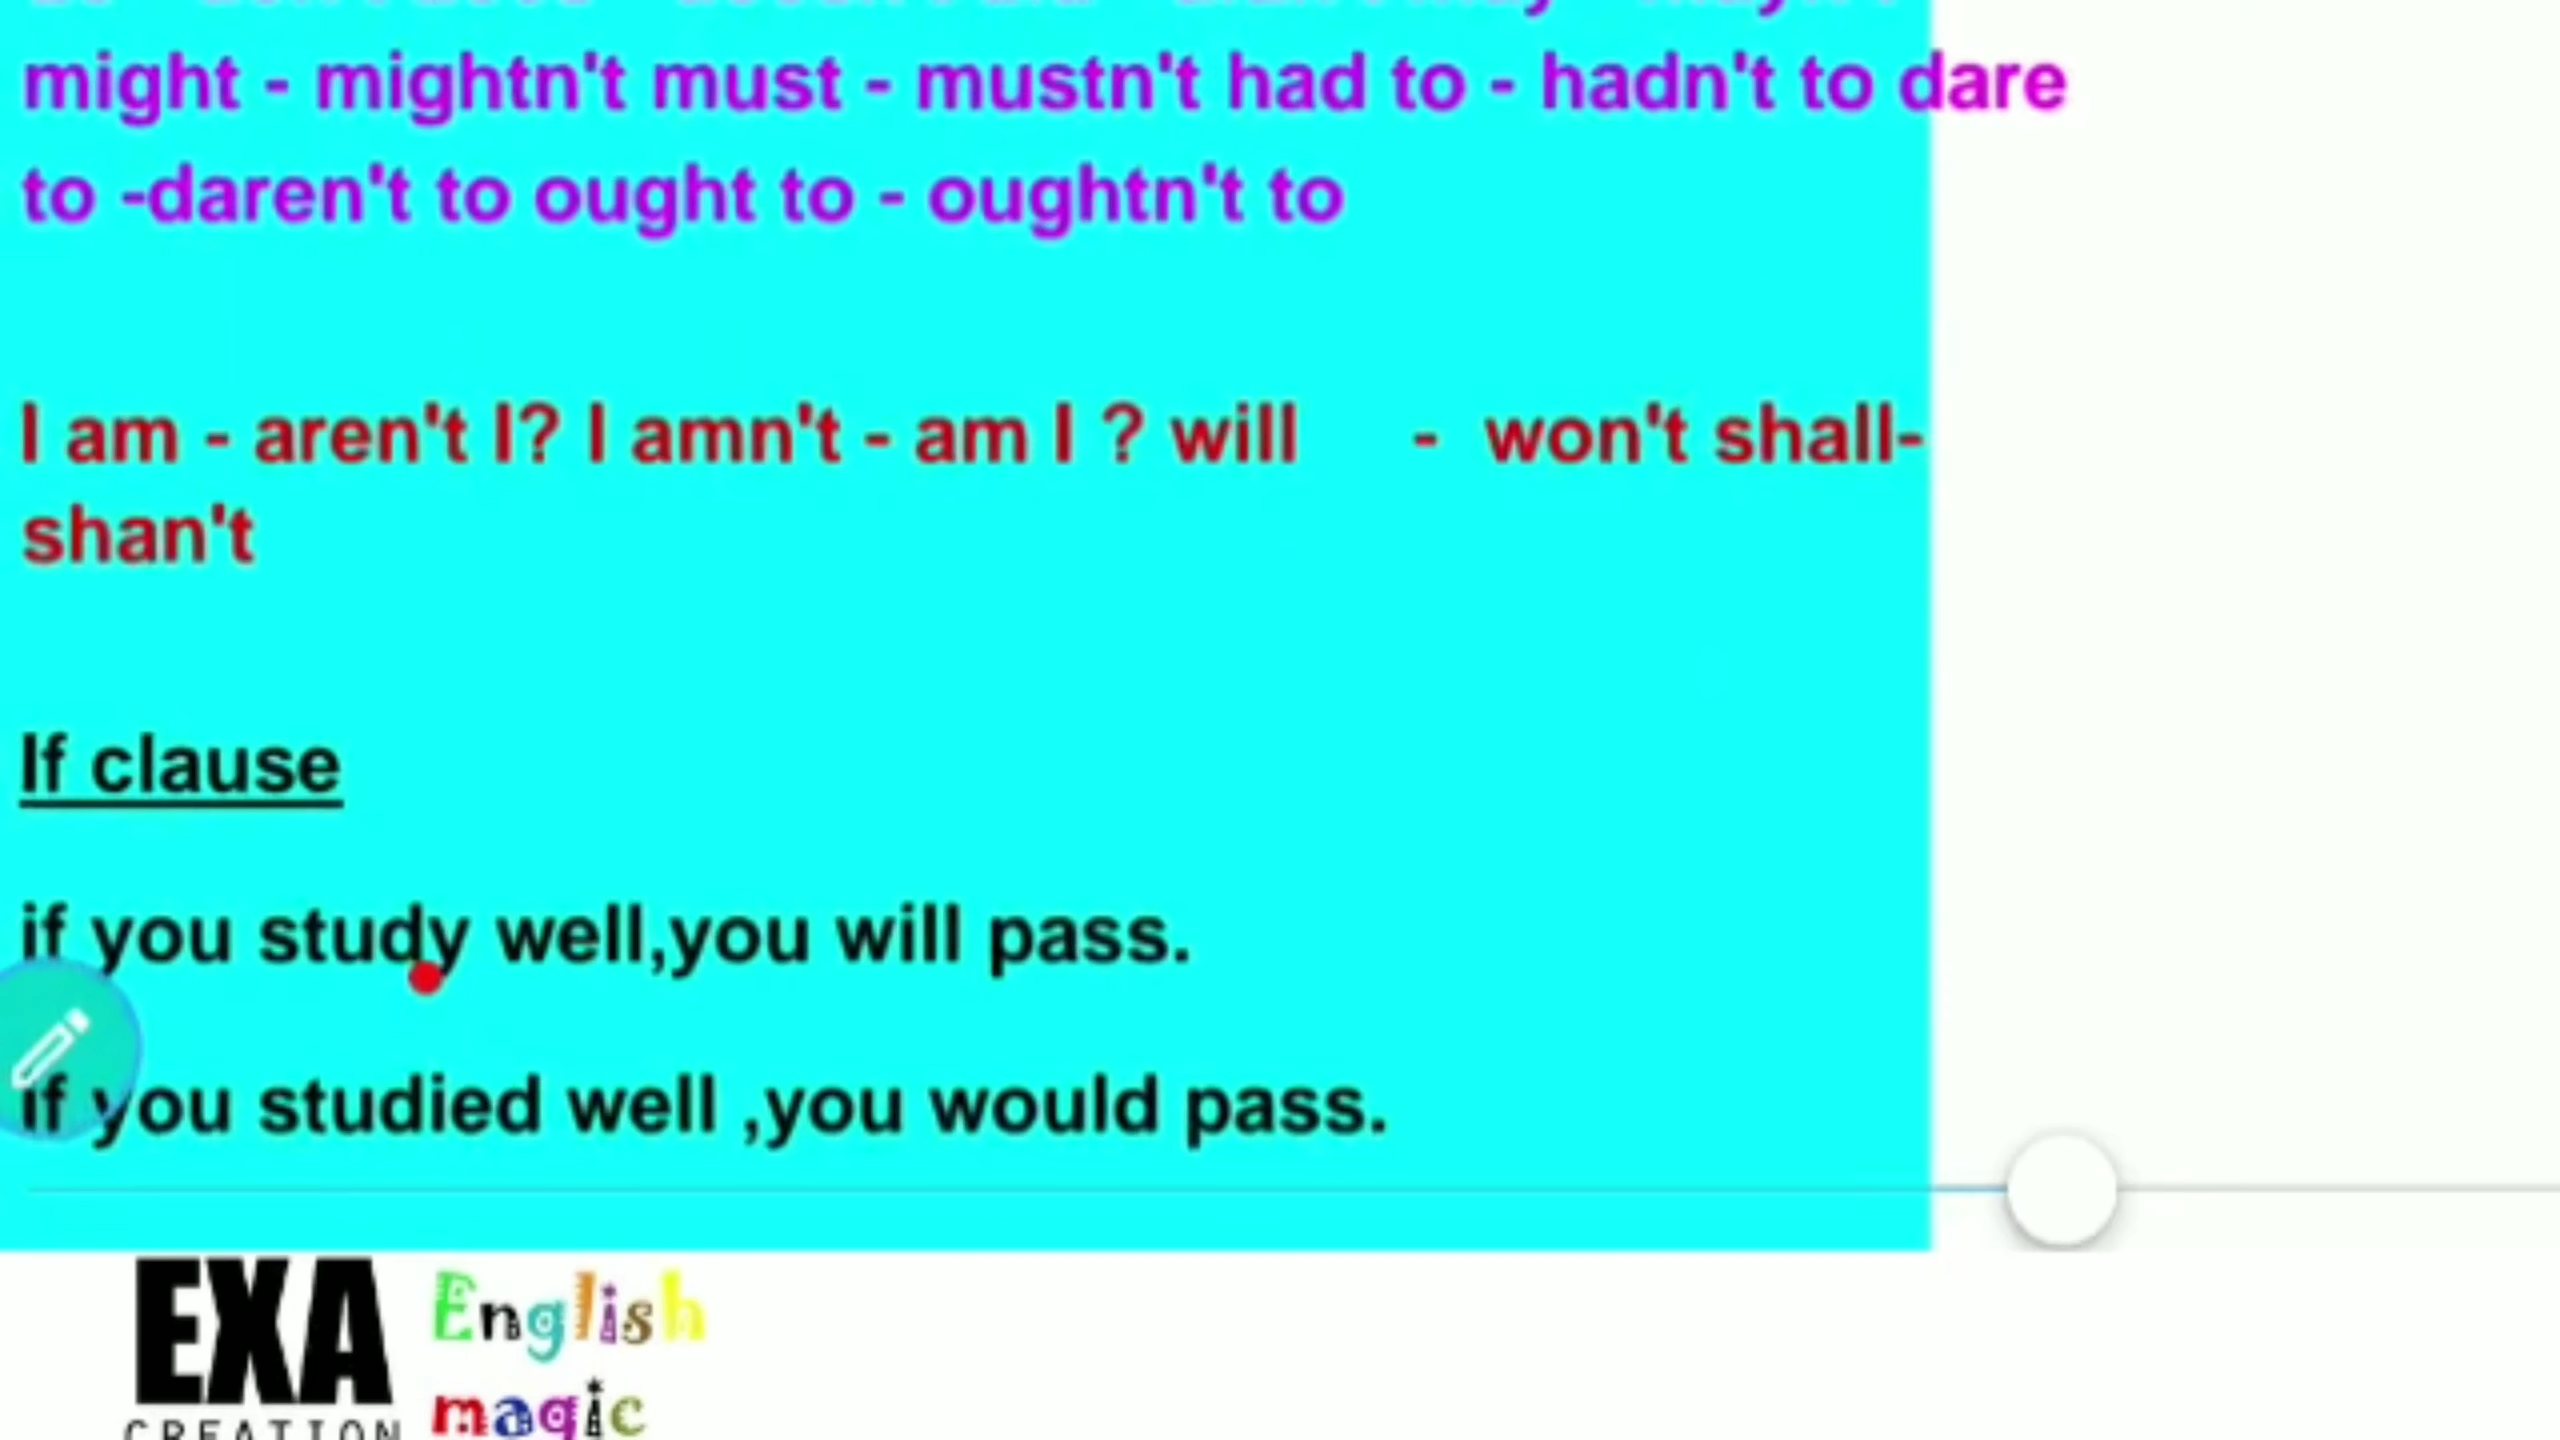 might - mightn't must - mustn't had to - hadn't to dare
to -daren't to ought to - oughtn't to
I am - aren't I? I amn't - am I ? will - won't shall-
shan't
If clause
if you study well,you will pass.
if you studied well ,you would pass.
EXA
CREATION
English
magic